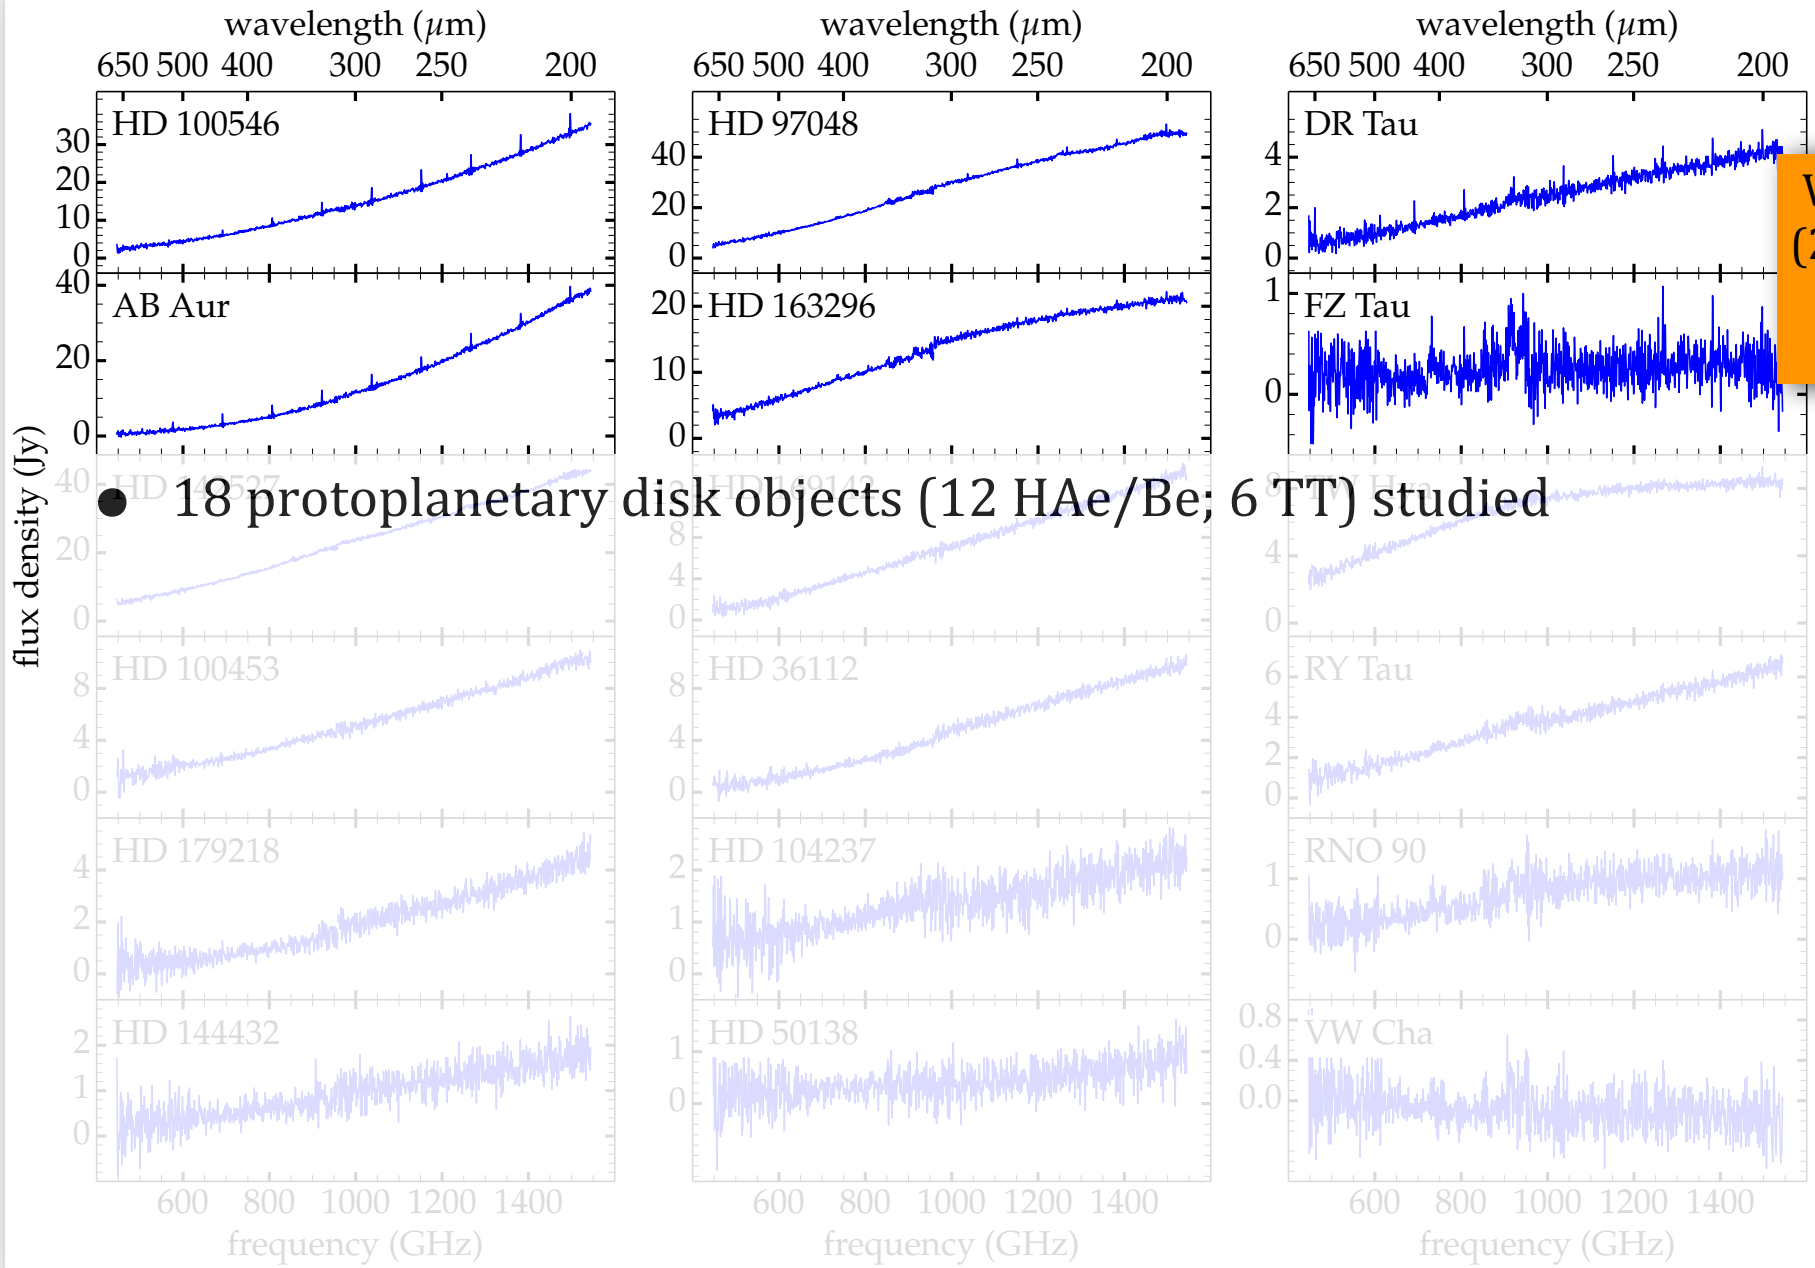 wavelength (μm) wavelength (μm) wavelength (μm)
650 500 400 300 250 200 650 500 400 300 250 200 650 500 400 300 250 200
HD 100546
30
20
10
0
HD 97048
40
20
0
DR Tau
4
2
0
AB Aur
40
20
0
HD 163296
20
10
0
FZ Tau
1
0
flux density (Jy)
• 18 protoplanetary disk objects (12 HAe/Be; 6 TT) studied
40
20
0
8
4
0
TW Hya
8
4
0
HD 100453
8
4
0
HD 36112
8
4
0
RY Tau
6
4
2
0
HD 179218
4
2
0
HD 104237
2
1
0
RNO 90
1
0
HD 144432
2
1
0
HD 50138
1
0
VW Cha
0.8
0.4
0.0
600 800 1000 1200 1400 600 800 1000 1200 1400 600 800 1000 1200 1400
frequency (GHz) frequency (GHz) frequency (GHz)